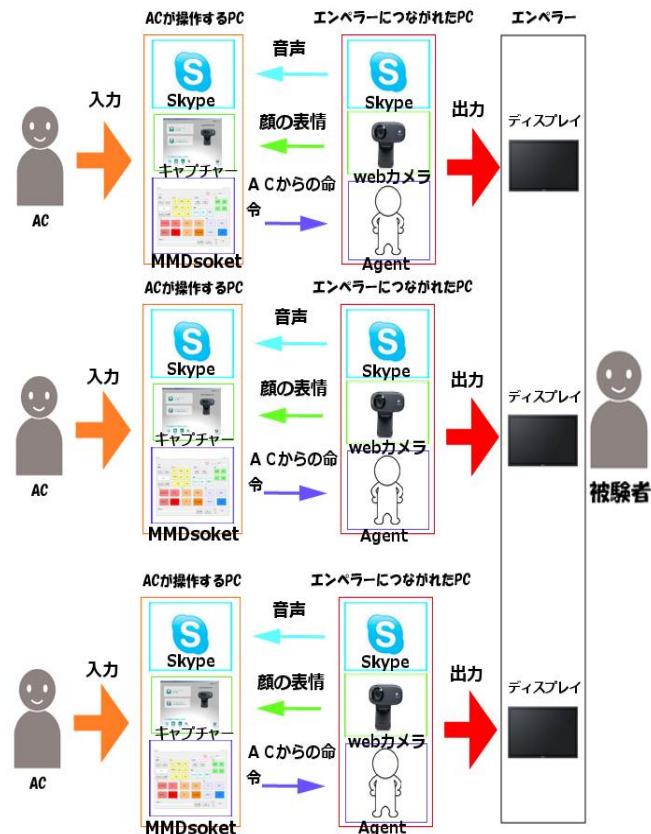 ACが操作するPC
エンペラーにつながれたPC
エンペラー
音声
Skype
Skype
入力
顔の表情
出力
ディスプレイ
キャプチャー
webカメラ
ACからの命
令
AC
MMDsoket
Agent
ACが操作するPC
エンペラーにつながれたPC
音声
Skype
Skype
入力
顔の表情
出力
ディスプレイ
キャプチャー
webカメラ
ACからの命
令
AC
MMDsoket
Agent
被験者
ACが操作するPC
エンペラーにつながれたPC
音声
Skype
Skype
入力
顔の表情
出力
ディスプレイ
キャプチャー
webカメラ
ACからの命
令
AC
MMDsoket
Agent